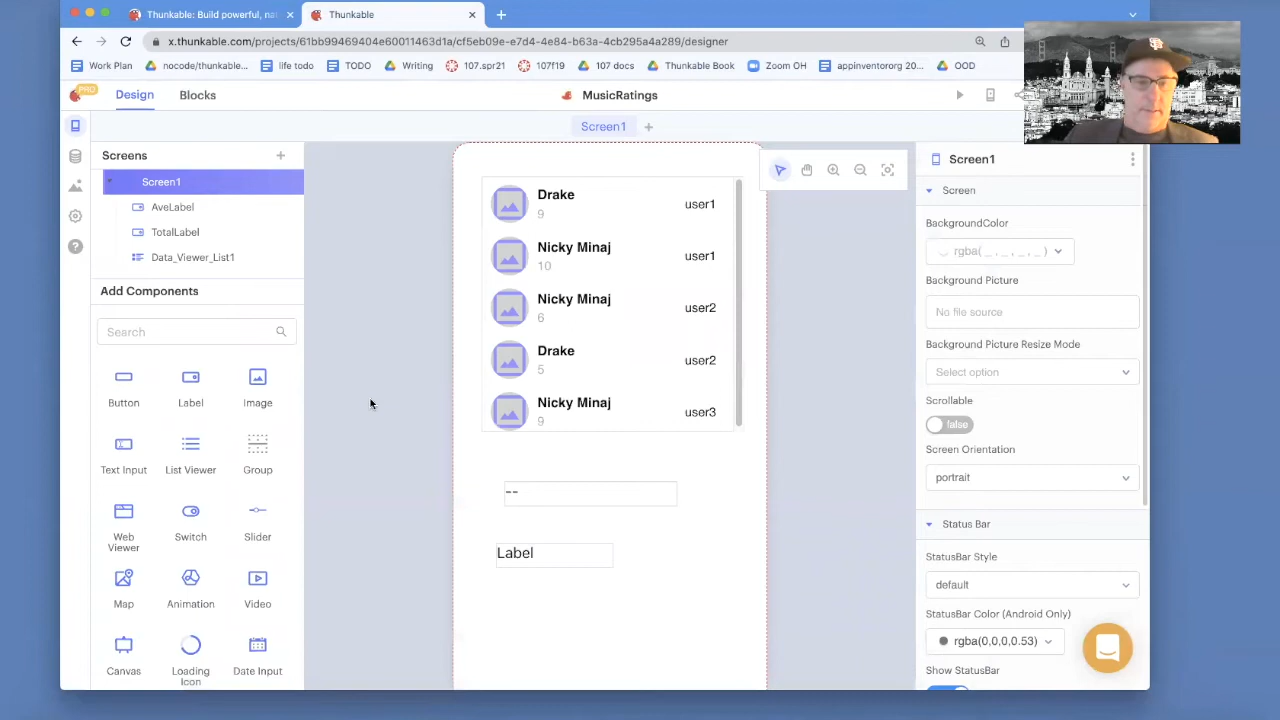 Thunkable: Build powerful, na
Thunkable
x.thunkable.com/projects/61bb99469404e60011463d1a/cf5eb09e-e7d4-4e84-b63a-4cb295a4a289/designer
Work Plan
nocode/thunkable...
life todo
TODO
Writing
107.spr21
107f19
107 docs
Thunkable Book
Zoom OH
appinventororg 20...
OOD
PRO
Design
Blocks
MusicRatings
Screen1
Screens
Screen1
AveLabel
TotalLabel
Data_Viewer_List1
Add Components
Search
Button
Label
Image
Text Input
List Viewer
Group
Web Viewer
Switch
Slider
Map
Animation
Video
Canvas
Loading Icon
Date Input
Drake
9
user1
Nicky Minaj
10
user1
Nicky Minaj
6
user2
Drake
5
user2
Nicky Minaj
9
user3
--
Label
Screen1
Screen
BackgroundColor
rgba(_,_,_,_)
Background Picture
No file source
Background Picture Resize Mode
Select option
Scrollable
false
Screen Orientation
portrait
Status Bar
StatusBar Style
default
StatusBar Color (Android Only)
rgba(0,0,0,0.53)
Show StatusBar